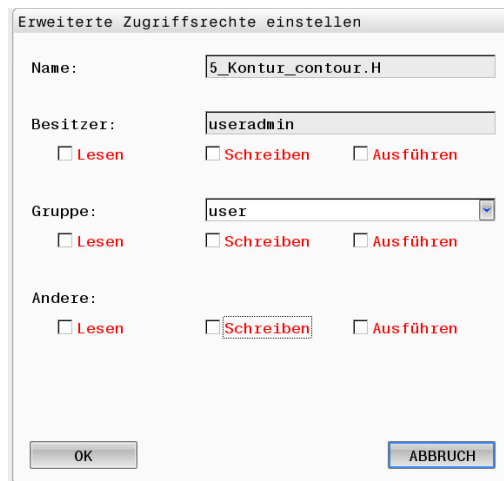 Erweiterte Zugriffsrechte einstellen
Name: 5_Kontur_contour.H
Besitzer: useradmin
Lesen Schreiben Ausführen
Gruppe: user
Lesen Schreiben Ausführen
Andere:
Lesen Schreiben Ausführen
OK ABBRUCH